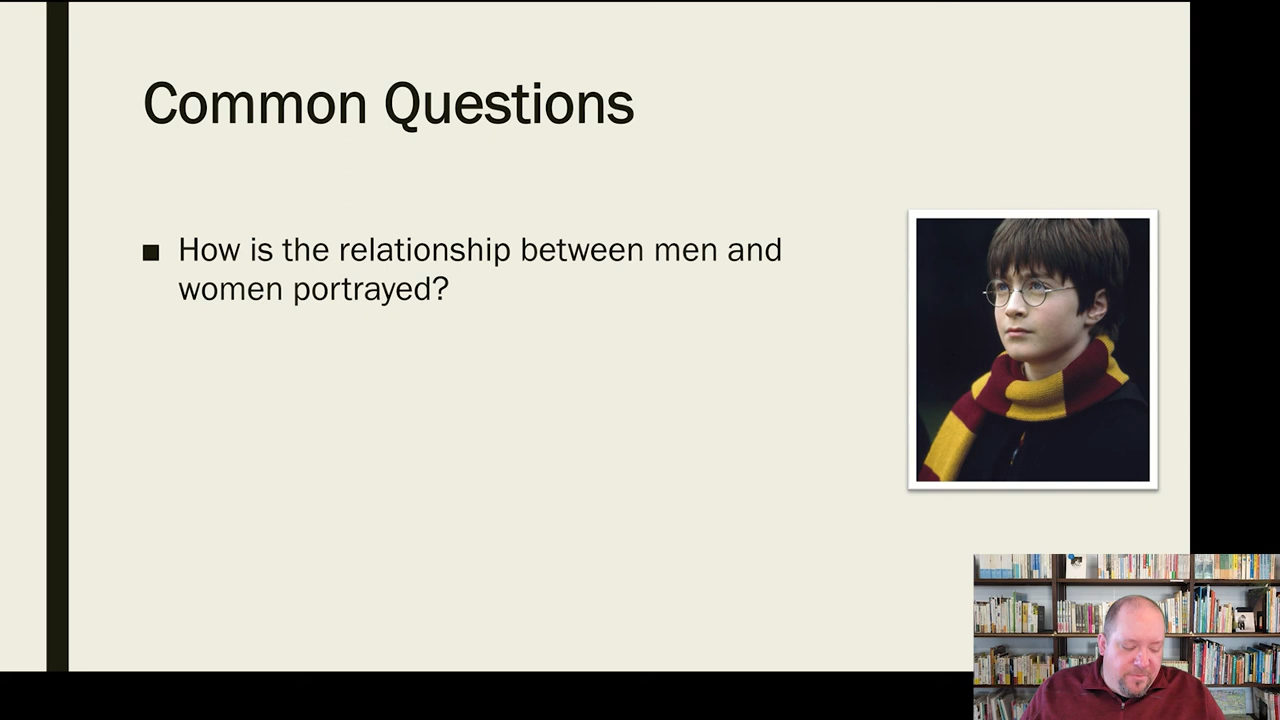 Common Questions
■ How is the relationship between men and
women portrayed?